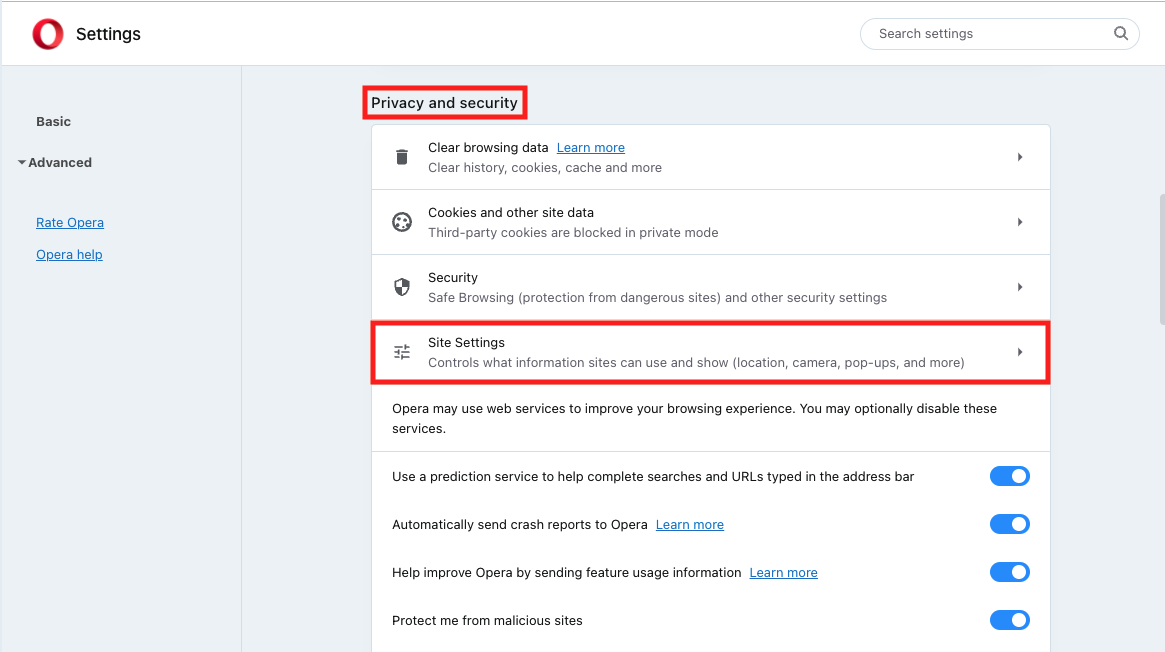 Settings
Search settings
Basic
Advanced
Rate Opera
Opera help
Privacy and security
Clear browsing data Learn more
Clear history, cookies, cache and more
Cookies and other site data
Third-party cookies are blocked in private mode
Security
Safe Browsing (protection from dangerous sites) and other security settings
Site Settings
Controls what information sites can use and show (location, camera, pop-ups, and more)
Opera may use web services to improve your browsing experience. You may optionally disable these
services.
Use a prediction service to help complete searches and URLs typed in the address bar
Automatically send crash reports to Opera Learn more
Help improve Opera by sending feature usage information Learn more
Protect me from malicious sites